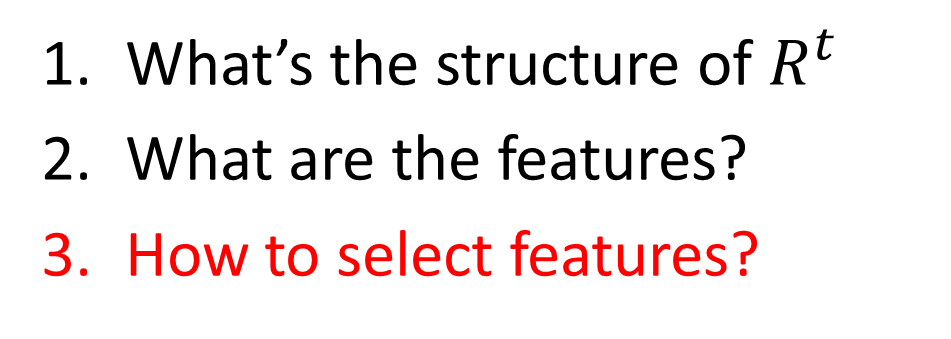 1. What’s the structure of $R^t$
2. What are the features?
3. How to select features?